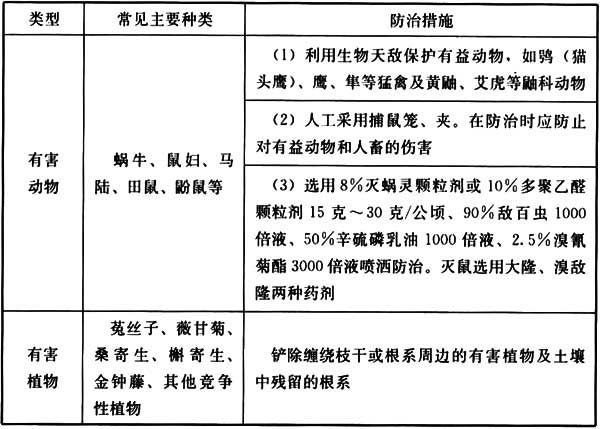 类型
常见主要种类
防治措施
有害
动物
蜗牛、鼠妇、马
陆、田鼠、鼢鼠等
（1）利用生物天敌保护有益动物，如鸮（猫
头鹰）、鹰、隼等猛禽及黄鼬、艾虎等鼬科动物
（2）人工采用捕鼠笼、夹。在防治时应防止
对有益动物和人畜的伤害
（3）选用8%灭蜗灵颗粒剂或10%多聚乙醛
颗粒剂15克～30克/公顷、90%敌百虫1000
倍液、50%辛硫磷乳油1000倍液、2.5%溴氰
菊酯3000倍液喷洒防治。灭鼠选用大隆、溴敌
隆两种药剂
有害
植物
菟丝子、薇甘菊、
桑寄生、槲寄生、
金钟藤、其他竞争
性植物
铲除缠绕枝干或根系周边的有害植物及土壤
中残留的根系